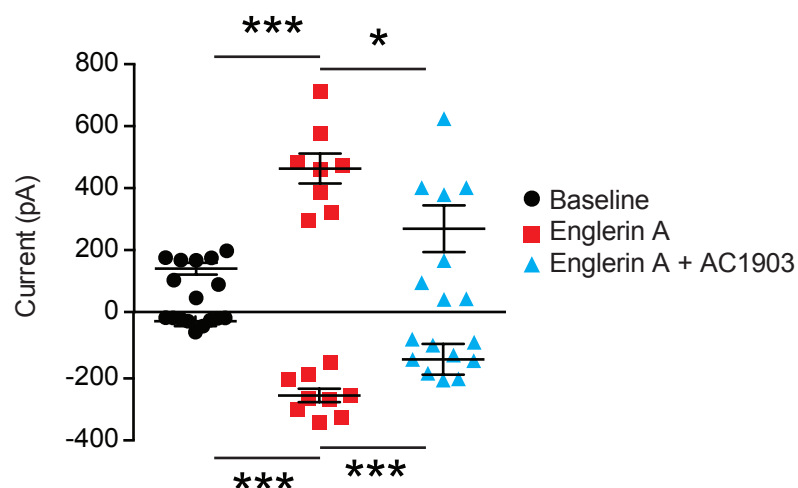 *** *
800
600
400
200
0
-200
-400
Current (pA)
Baseline
Englerin A
Englerin A + AC1903
*** ***